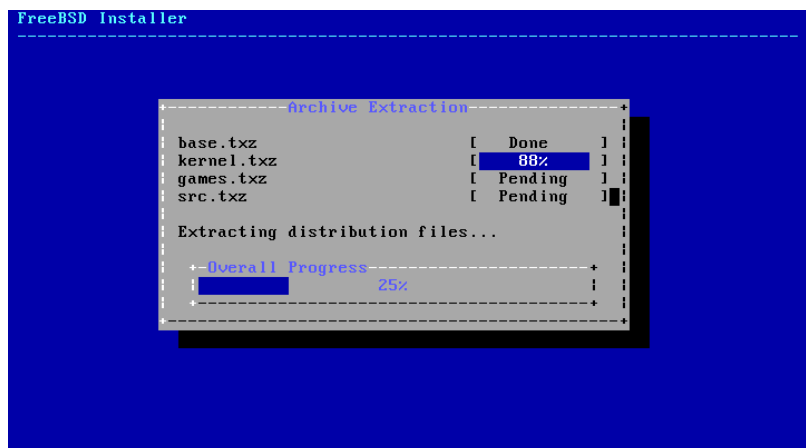 FreeBSD Installer
Archive Extraction
base.txz [ Done ]
kernel.txz [ 88% ]
games.txz [ Pending ]
src.txz [ Pending ]
Extracting distribution files...
Overall Progress
25%